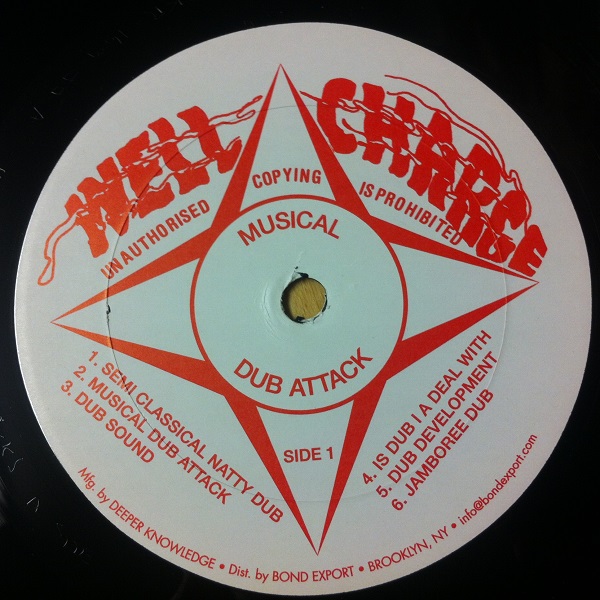 WELL CHARGE
UNAUTHORISED COPYING IS PROHIBITED
MUSICAL
DUB ATTACK
SIDE 1
1. SEMI CLASSICAL NATTY DUB
2. MUSICAL DUB ATTACK
3. DUB SOUND
4. IS DUB I A DEAL WITH
5. DUB DEVELOPMENT
6. JAMBOREE DUB
Mfg. by DEEPER KNOWLEDGE • Dist. by BOND EXPORT • BROOKLYN, NY • info@bondexport.com